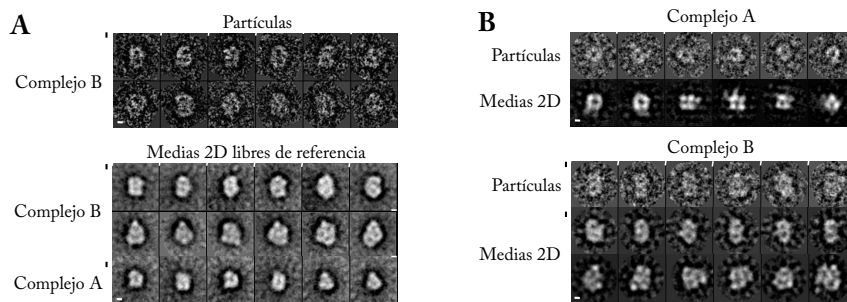 A
Partículas
Complejo B
Medias 2D libres de referencia
Complejo B
Complejo A
B
Complejo A
Partículas
Medias 2D
Complejo B
Partículas
Medias 2D